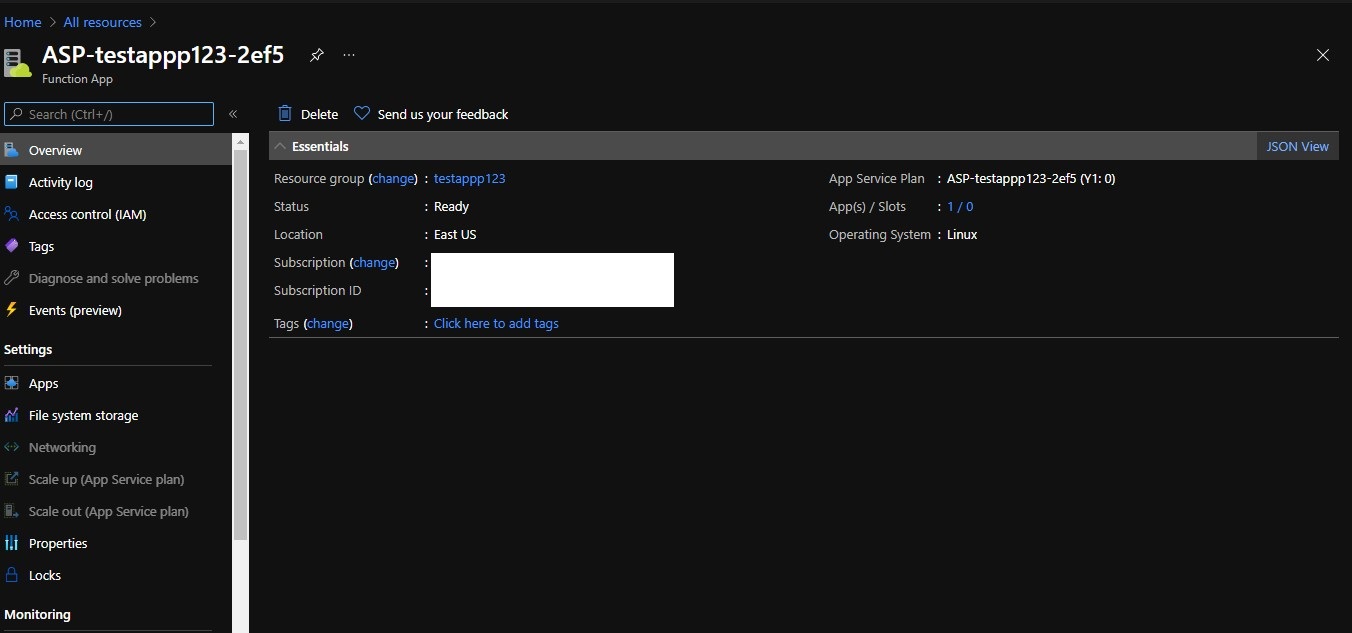 Home > All resources >
ASP-testappp123-2ef5
Function App
Search (Ctrl+/)
Overview
Activity log
Access control (IAM)
Tags
Diagnose and solve problems
Events (preview)
Settings
Apps
File system storage
Networking
Scale up (App Service plan)
Scale out (App Service plan)
Properties
Locks
Monitoring
Delete
Send us your feedback
Essentials
JSON View
Resource group (change) : testappp123
Status : Ready
Location : East US
Subscription (change) :
Subscription ID :
Tags (change) : Click here to add tags
App Service Plan : ASP-testappp123-2ef5 (Y1: 0)
App(s) / Slots : 1 / 0
Operating System : Linux